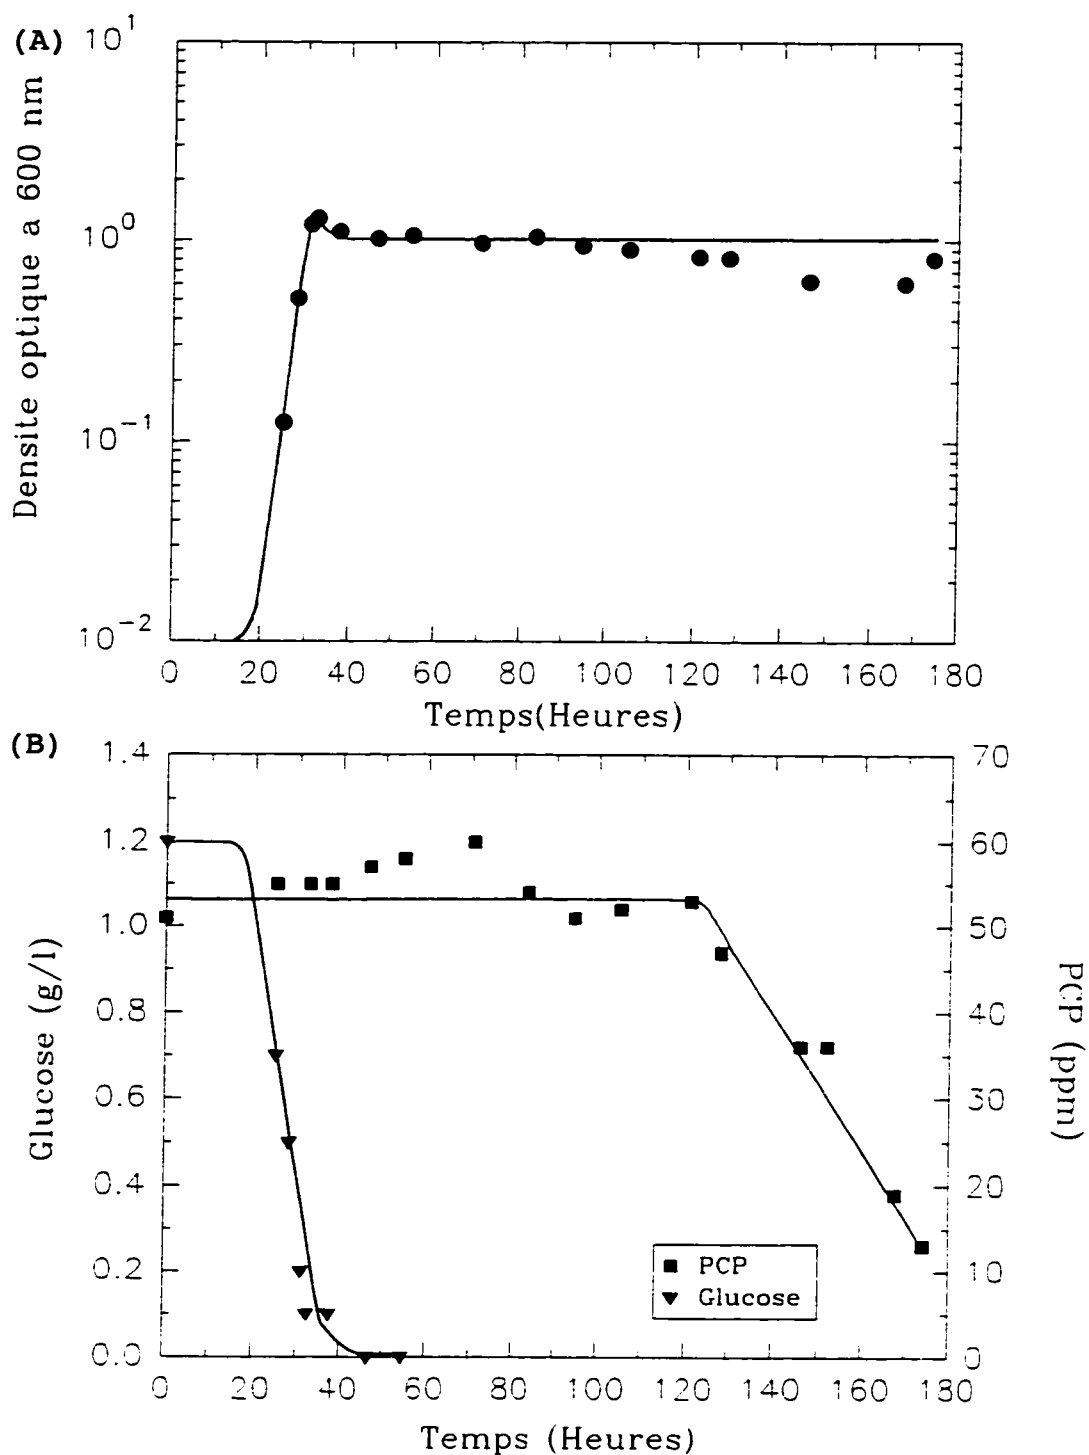 (A)
10^1
10^0
10^-1
10^-2
Densite optique a 600 nm
0 20 40 60 80 100 120 140 160 180
Temps(Heures)
(B)
1.4
1.2
1.0
0.8
0.6
0.4
0.2
0.0
Glucose (g/l)
70
60
50
40
30
20
10
0
PCP (ppm)
PCP
Glucose
0 20 40 60 80 100 120 140 160 180
Temps (Heures)